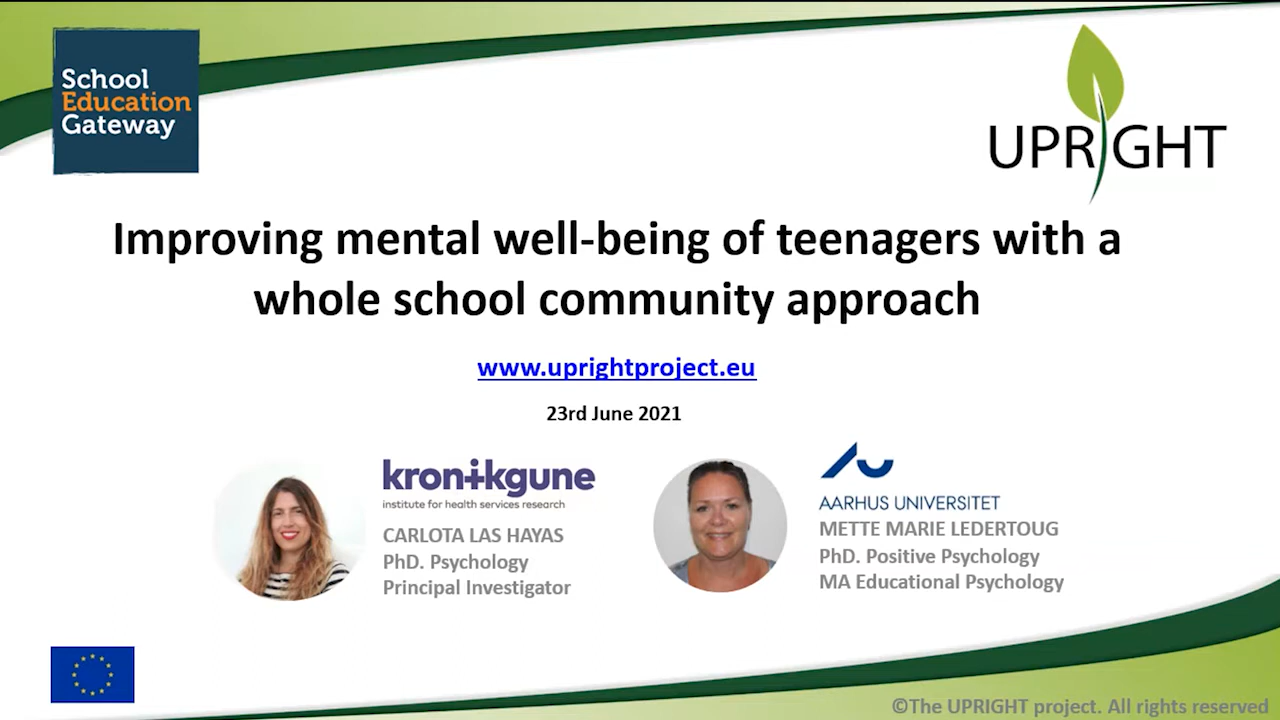 School
Education
Gateway
UPRIGHT
Improving mental well-being of teenagers with a
whole school community approach
www.uprightproject.eu
23rd June 2021
kronikgune
institute for health services research
CARLOTA LAS HAYAS
PhD. Psychology
Principal Investigator
AARHUS UNIVERSITET
METTE MARIE LEDERTOUG
PhD. Positive Psychology
MA Educational Psychology
©The UPRIGHT project. All rights reserved